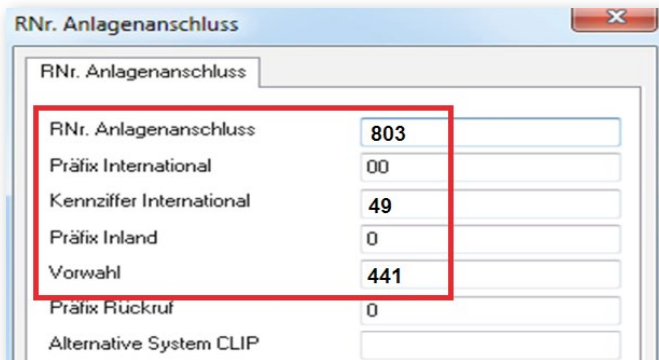 RNr. Anlagenanschluss
RNr. Anlagenanschluss
RNr. Anlagenanschluss 803
Präfix International 00
Kennziffer International 49
Präfix Inland 0
Vorwahl 441
Präfix Rückruf 0
Alternative System CLIP